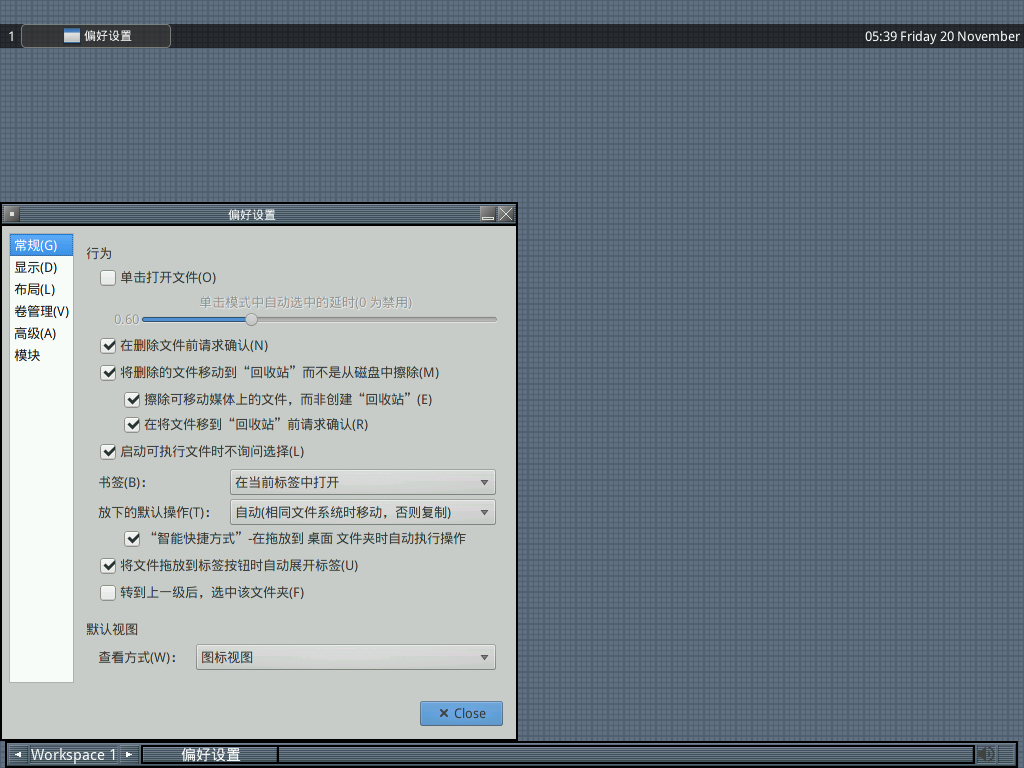 1 偏好设置 05:39 Friday 20 November
偏好设置
常规(G)
显示(D)
布局(L)
卷管理(V)
高级(A)
模块
行为
单击打开文件(O)
单击模式中自动选中的延时(0 为禁用)
0.60
在删除文件前请求确认(N)
将删除的文件移动到“回收站”而不是从磁盘中擦除(M)
擦除可移动媒体上的文件，而非创建“回收站”(E)
在将文件移到“回收站”前请求确认(R)
启动可执行文件时不询问选择(L)
书签(B): 在当前标签中打开
放下的默认操作(T): 自动(相同文件系统时移动，否则复制)
“智能快捷方式”-在拖放到 桌面 文件夹时自动执行操作
将文件拖放到标签按钮时自动展开标签(U)
转到上一级后，选中该文件夹(F)
默认视图
查看方式(W): 图标视图
Close
Workspace 1 偏好设置